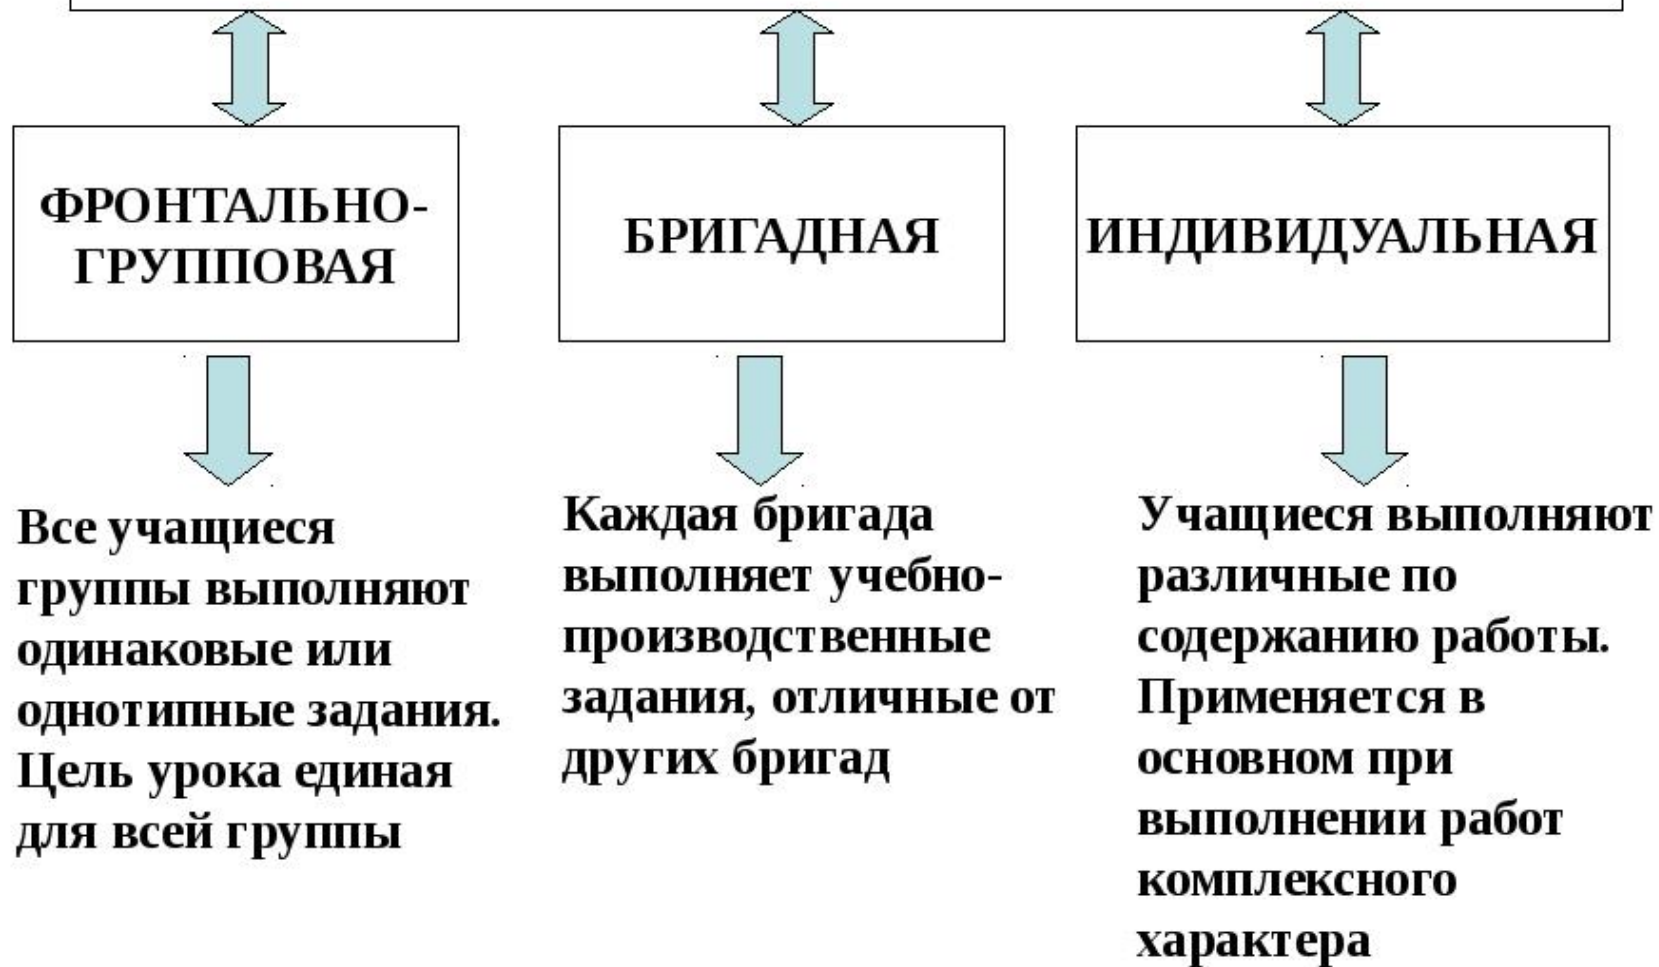 ФРОНТАЛЬНО-
ГРУППОВАЯ
БРИГАДНАЯ
ИНДИВИДУАЛЬНАЯ
Все учащиеся
группы выполняют
одинаковые или
однотипные задания.
Цель урока единая
для всей группы
Каждая бригада
выполняет учебно-
производственные
задания, отличные от
других бригад
Учащиеся выполняют
различные по
содержанию работы.
Применяется в
основном при
выполнении работ
комплексного
характера